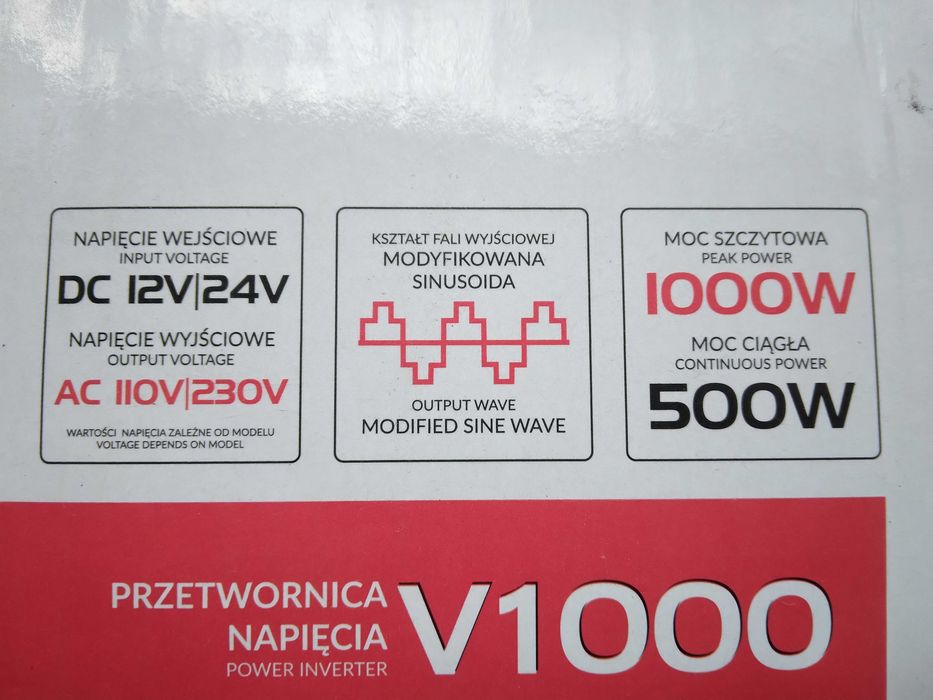 NAPIĘCIE WEJŚCIOWE
INPUT VOLTAGE
DC 12V|24V
NAPIĘCIE WYJŚCIOWE
OUTPUT VOLTAGE
AC 110V|230V
WARTOŚCI NAPIĘCIA ZALEŻNE OD MODELU
VOLTAGE DEPENDS ON MODEL
KSZTAŁT FALI WYJŚCIOWEJ
MODYFIKOWANA
SINUSOIDA
OUTPUT WAVE
MODIFIED SINE WAVE
MOC SZCZYTOWA
PEAK POWER
1000W
MOC CIĄGŁA
CONTINUOUS POWER
500W
PRZETWORNICA
NAPIĘCIA
POWER INVERTER
V1000